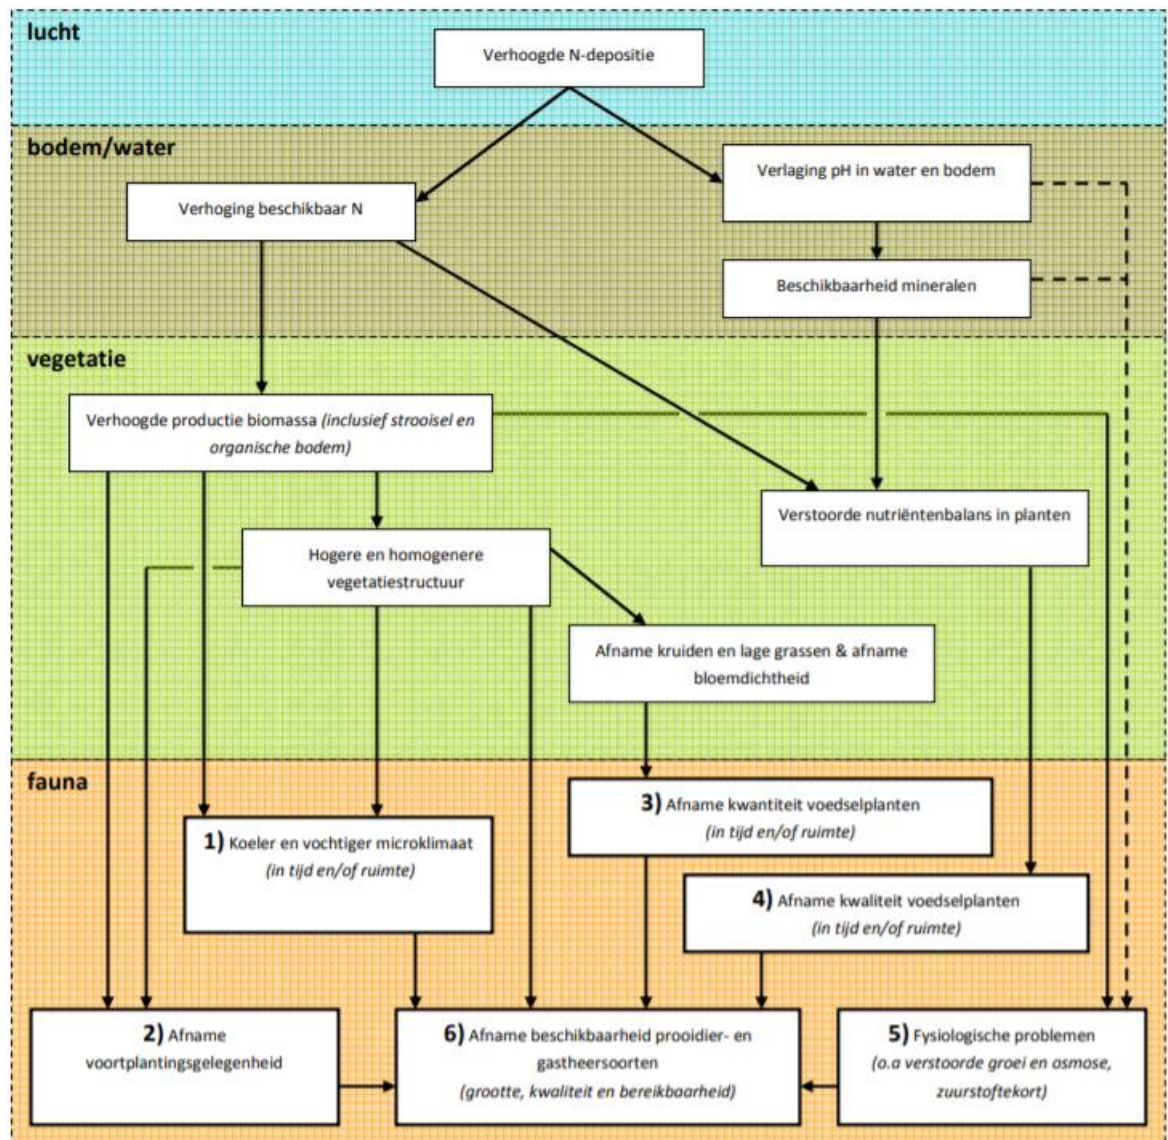 lucht
Verhoogde N-depositie
bodem/water
Verlaging pH in water en bodem
Verhoging beschikbaar N
Beschikbaarheid mineralen
vegetatie
Verhoogde productie biomassa (inclusief strooisel en
organische bodem)
Verstoorde nutriëntenbalans in planten
Hogere en homogenere
vegetatiestructuur
Afname kruiden en lage grassen & afname
bloemdichtheid
fauna
3) Afname kwantiteit voedselplanten
(in tijd en/of ruimte)
1) Koeler en vochtiger microklimaat
(in tijd en/of ruimte)
4) Afname kwaliteit voedselplanten
(in tijd en/of ruimte)
2) Afname
voortplantingsgelegenheid
6) Afname beschikbaarheid prooidier- en
gastheersoorten
(grootte, kwaliteit en bereikbaarheid)
5) Fysiologische problemen
(o.a verstoorde groei en osmose,
zuurstoftekort)